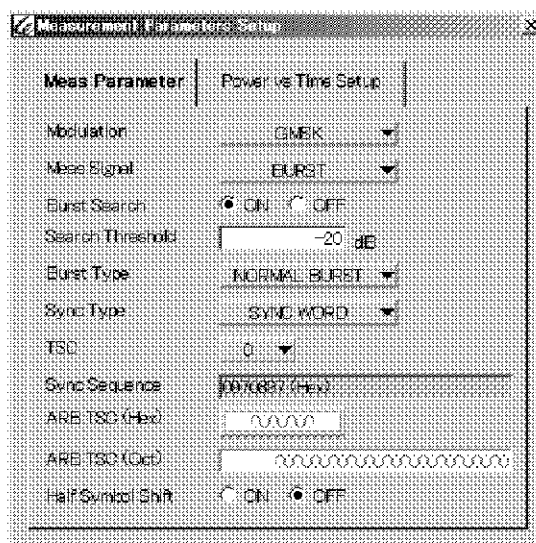 Measurement Parameters Setup
Meas Parameter
Power vs Time Setup
Modulation GMSK
Meas Signal BURST
Burst Search ON OFF
Search Threshold -20 dB
Burst Type NORMAL BURST
Sync Type SYNC WORD
TSC 0
Sync Sequence 0970897 (Hex)
ARB TSC (Hex)
ARB TSC (Oct)
Half Symbol Shift ON OFF